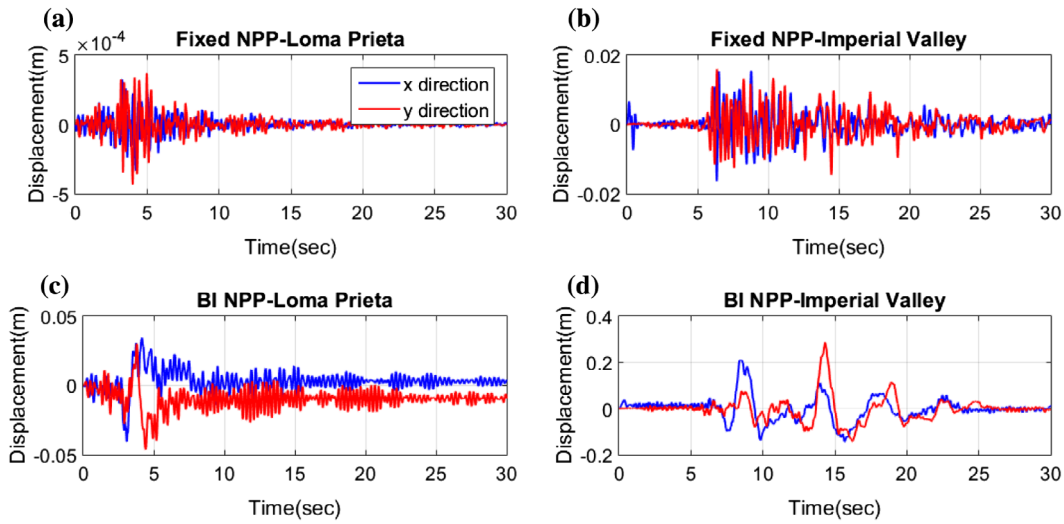 (a)
Fixed NPP-Loma Prieta
×10-4
5
0
-5
Displacement(m)
x direction
y direction
0 5 10 15 20 25 30
Time(sec)
(b)
Fixed NPP-Imperial Valley
0.02
0
-0.02
Displacement(m)
0 5 10 15 20 25 30
Time(sec)
(c)
BI NPP-Loma Prieta
0.05
0
-0.05
Displacement(m)
0 5 10 15 20 25 30
Time(sec)
(d)
BI NPP-Imperial Valley
0.4
0.2
0
-0.2
Displacement(m)
0 5 10 15 20 25 30
Time(sec)